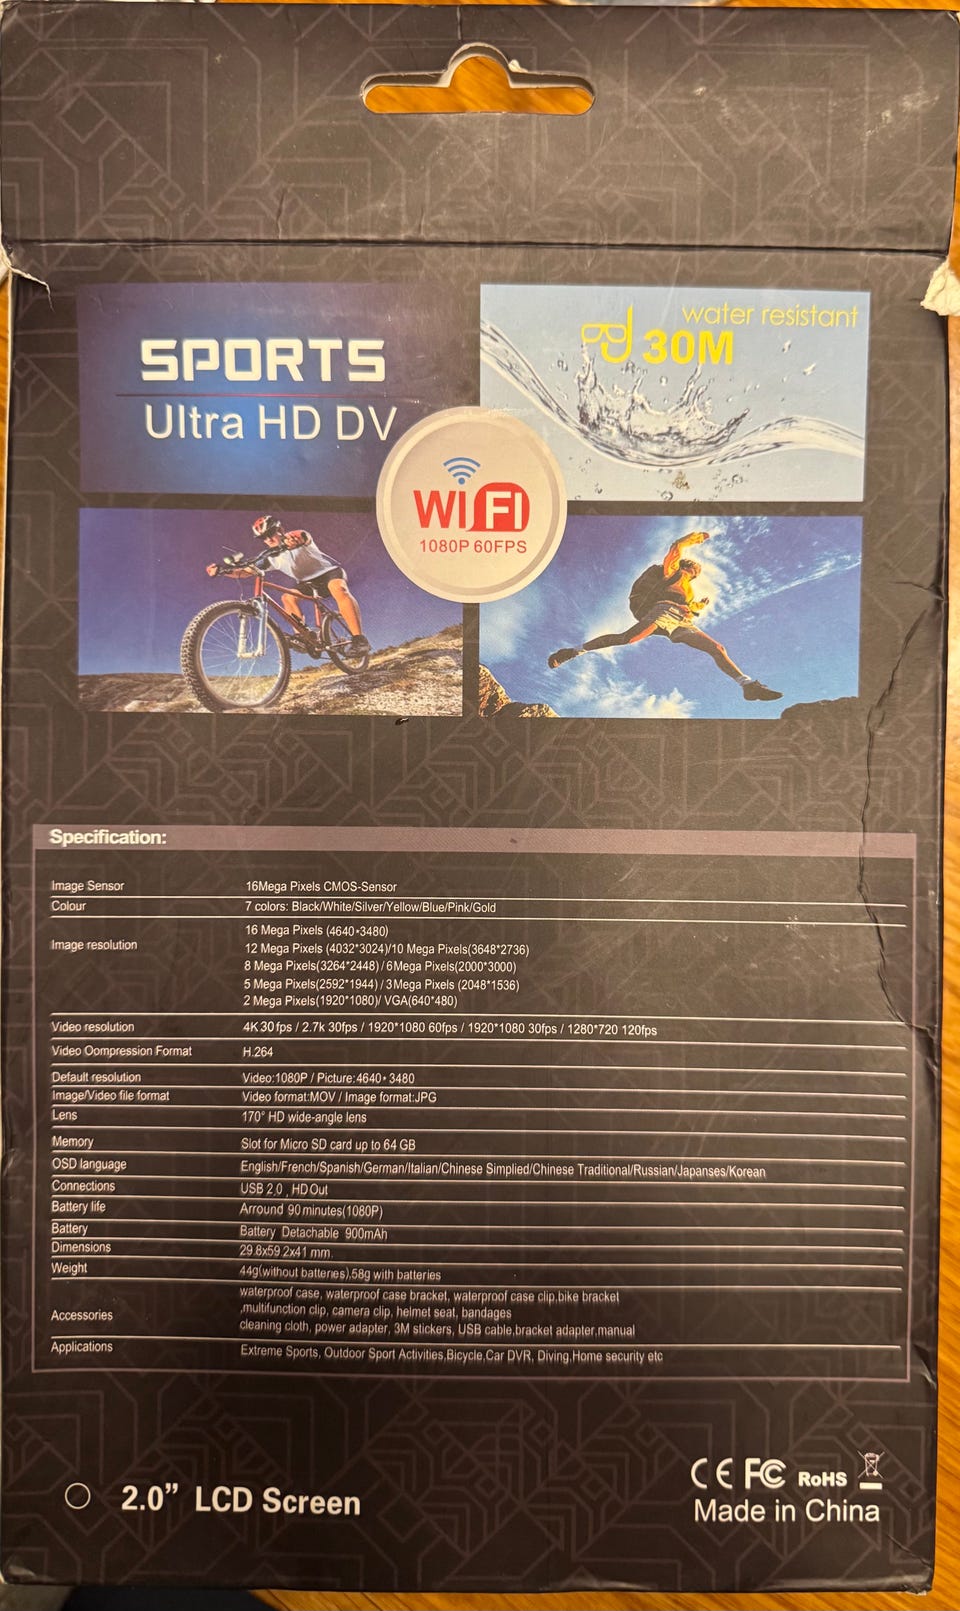 SPORTS
Ultra HD DV
water resistant
30M
WIFI
1080P 60FPS
Specification:
Image Sensor 16Mega Pixels CMOS-Sensor
Colour 7 colors: Black/White/Silver/Yellow/Blue/Pink/Gold
Image resolution 16 Mega Pixels (4640*3480)
12 Mega Pixels (4032*3024)/10 Mega Pixels(3648*2736)
8 Mega Pixels(3264*2448) / 6Mega Pixels(2000*3000)
5 Mega Pixels(2592*1944) / 3Mega Pixels (2048*1536)
2 Mega Pixels(1920*1080)/ VGA(640*480)
Video resolution 4K 30fps / 2.7k 30fps / 1920*1080 60fps / 1920*1080 30fps / 1280*720 120fps
Video Oompression Format H.264
Default resolution Video:1080P / Picture:4640*3480
Image/Video file format Video format:MOV / Image format:JPG
Lens 170° HD wide-angle lens
Memory Slot for Micro SD card up to 64 GB
OSD language English/French/Spanish/German/Italian/Chinese Simplied/Chinese Traditional/Russian/Japanses/Korean
Connections USB 2.0 , HD Out
Battery life Arround 90minutes(1080P)
Battery Battery Detachable 900mAh
Dimensions 29.8x59.2x41 mm.
Weight 44g(without batteries),58g with batteries
Accessories waterproof case, waterproof case bracket, waterproof case clip,bike bracket
,multifunction clip, camera clip, helmet seat, bandages
cleaning cloth, power adapter, 3M stickers, USB cable,bracket adapter,manual
Applications Extreme Sports, Outdoor Sport Activities,Bicycle,Car DVR, Diving,Home security etc
2.0” LCD Screen
CE FC RoHS
Made in China